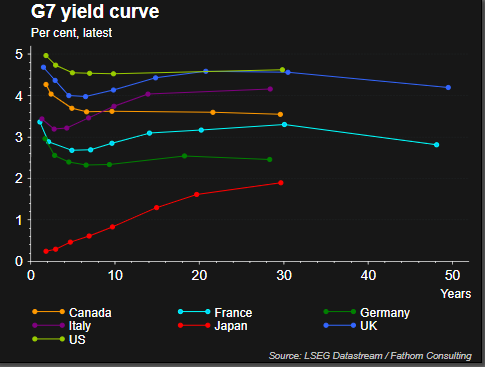 G7 yield curve
Per cent, latest
5
4
3
2
1
0
0 10 20 30 40 50
Years
Canada France Germany
Italy Japan UK
US
Source: LSEG Datastream / Fathom Consulting